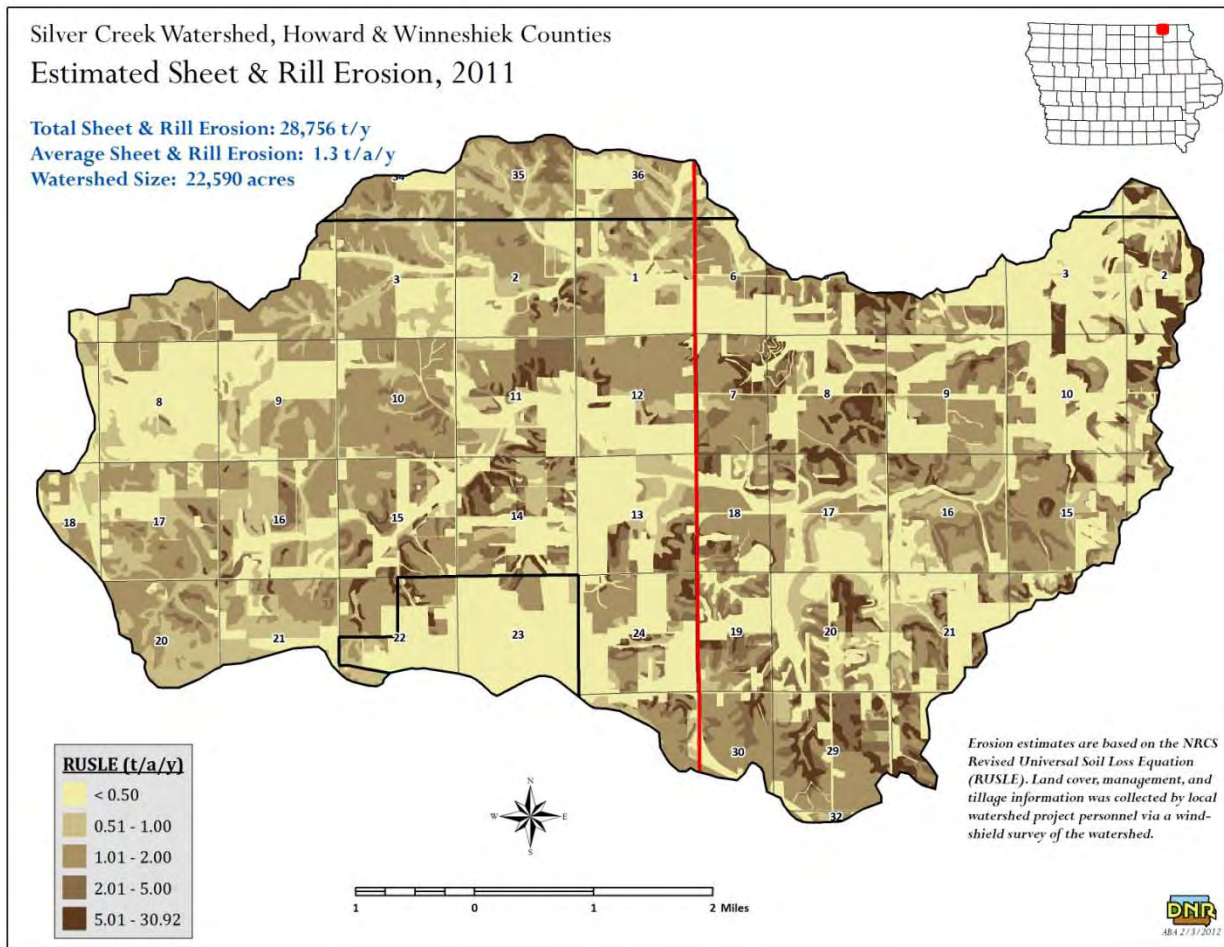 Silver Creek Watershed, Howard & Winneshiek Counties
Estimated Sheet & Rill Erosion, 2011
Total Sheet & Rill Erosion: 28,756 t/y
Average Sheet & Rill Erosion: 1.3 t/a/y
Watershed Size: 22,590 acres
34
35
36
3
2
1
6
3
2
8
9
10
11
12
7
8
9
10
18
17
16
15
14
13
18
17
16
15
20
21
22
23
24
19
20
21
30
29
32
RUSLE (t/a/y)
< 0.50
0.51 - 1.00
1.01 - 2.00
2.01 - 5.00
5.01 - 30.92
N
W
E
S
1
0
1
2 Miles
Erosion estimates are based on the NRCS
Revised Universal Soil Loss Equation
(RUSLE). Land cover, management, and
tillage information was collected by local
watershed project personnel via a wind-
shield survey of the watershed.
DNR
ABA 2/3/2012